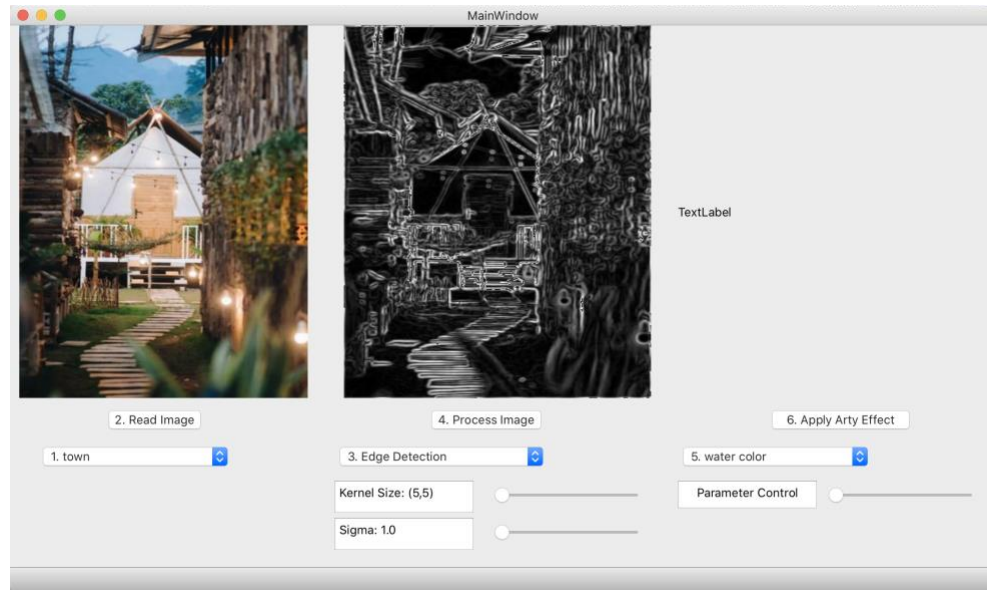 MainWindow
TextLabel
2. Read Image
4. Process Image
6. Apply Arty Effect
1. town
3. Edge Detection
5. water color
Kernel Size: (5,5)
Parameter Control
Sigma: 1.0